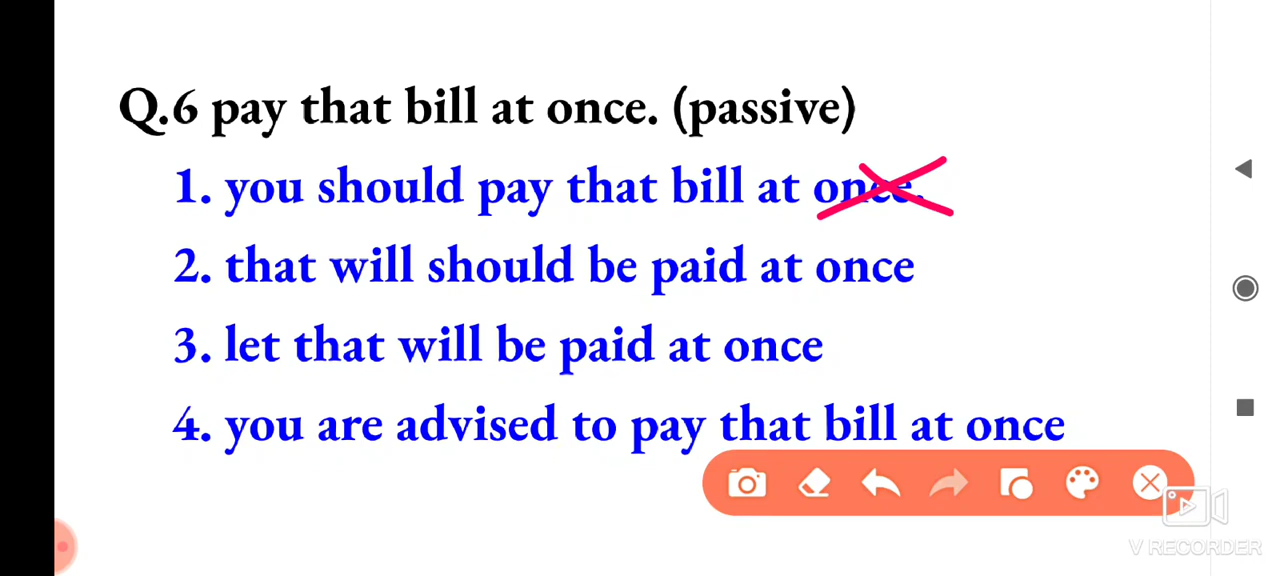 Q.6 pay that bill at once. (passive)
1. you should pay that bill at once.
2. that will should be paid at once
3. let that will be paid at once
4. you are advised to pay that bill at once
V RECORDER